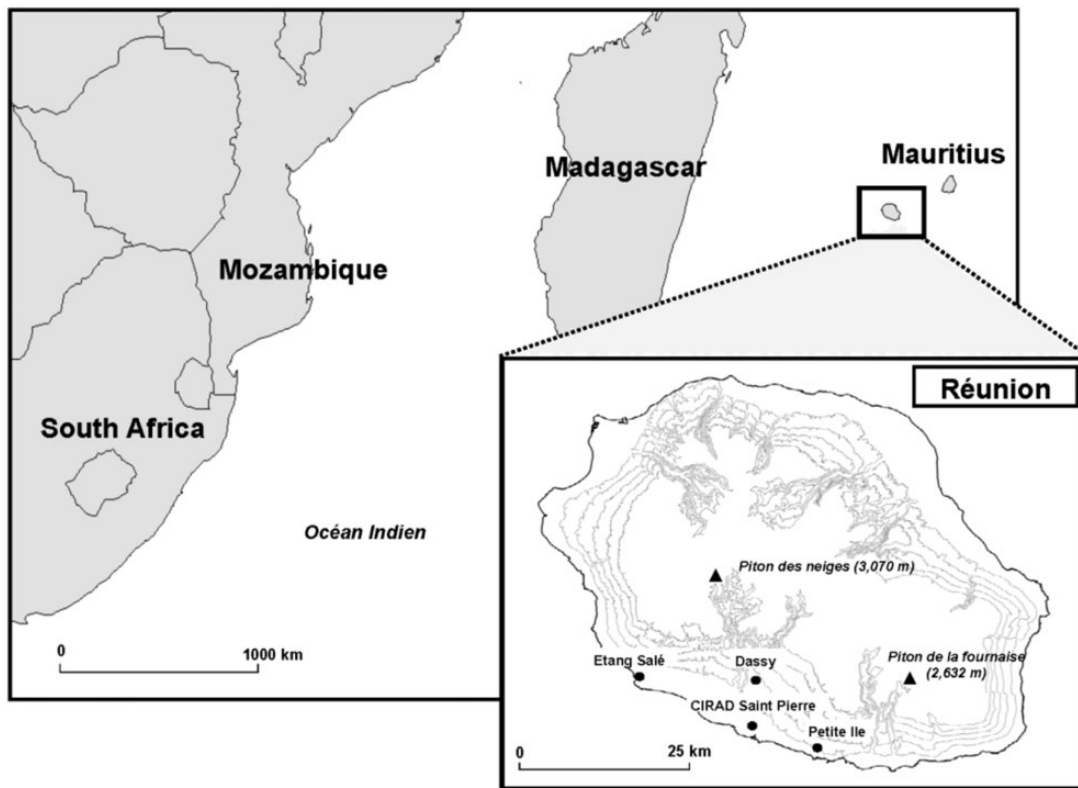 Mauritius
Madagascar
Mozambique
South Africa
Océan Indien
0 1000 km
Réunion
Piton des neiges (3,070 m)
Piton de la fournaise
(2,632 m)
Etang Salé
Dassy
CIRAD Saint Pierre
Petite Ile
0 25 km